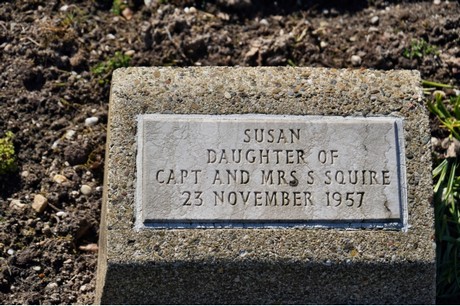 SUSAN
DAUGHTER OF
CAPT AND MRS S SQUIRE
23 NOVEMBER 1957